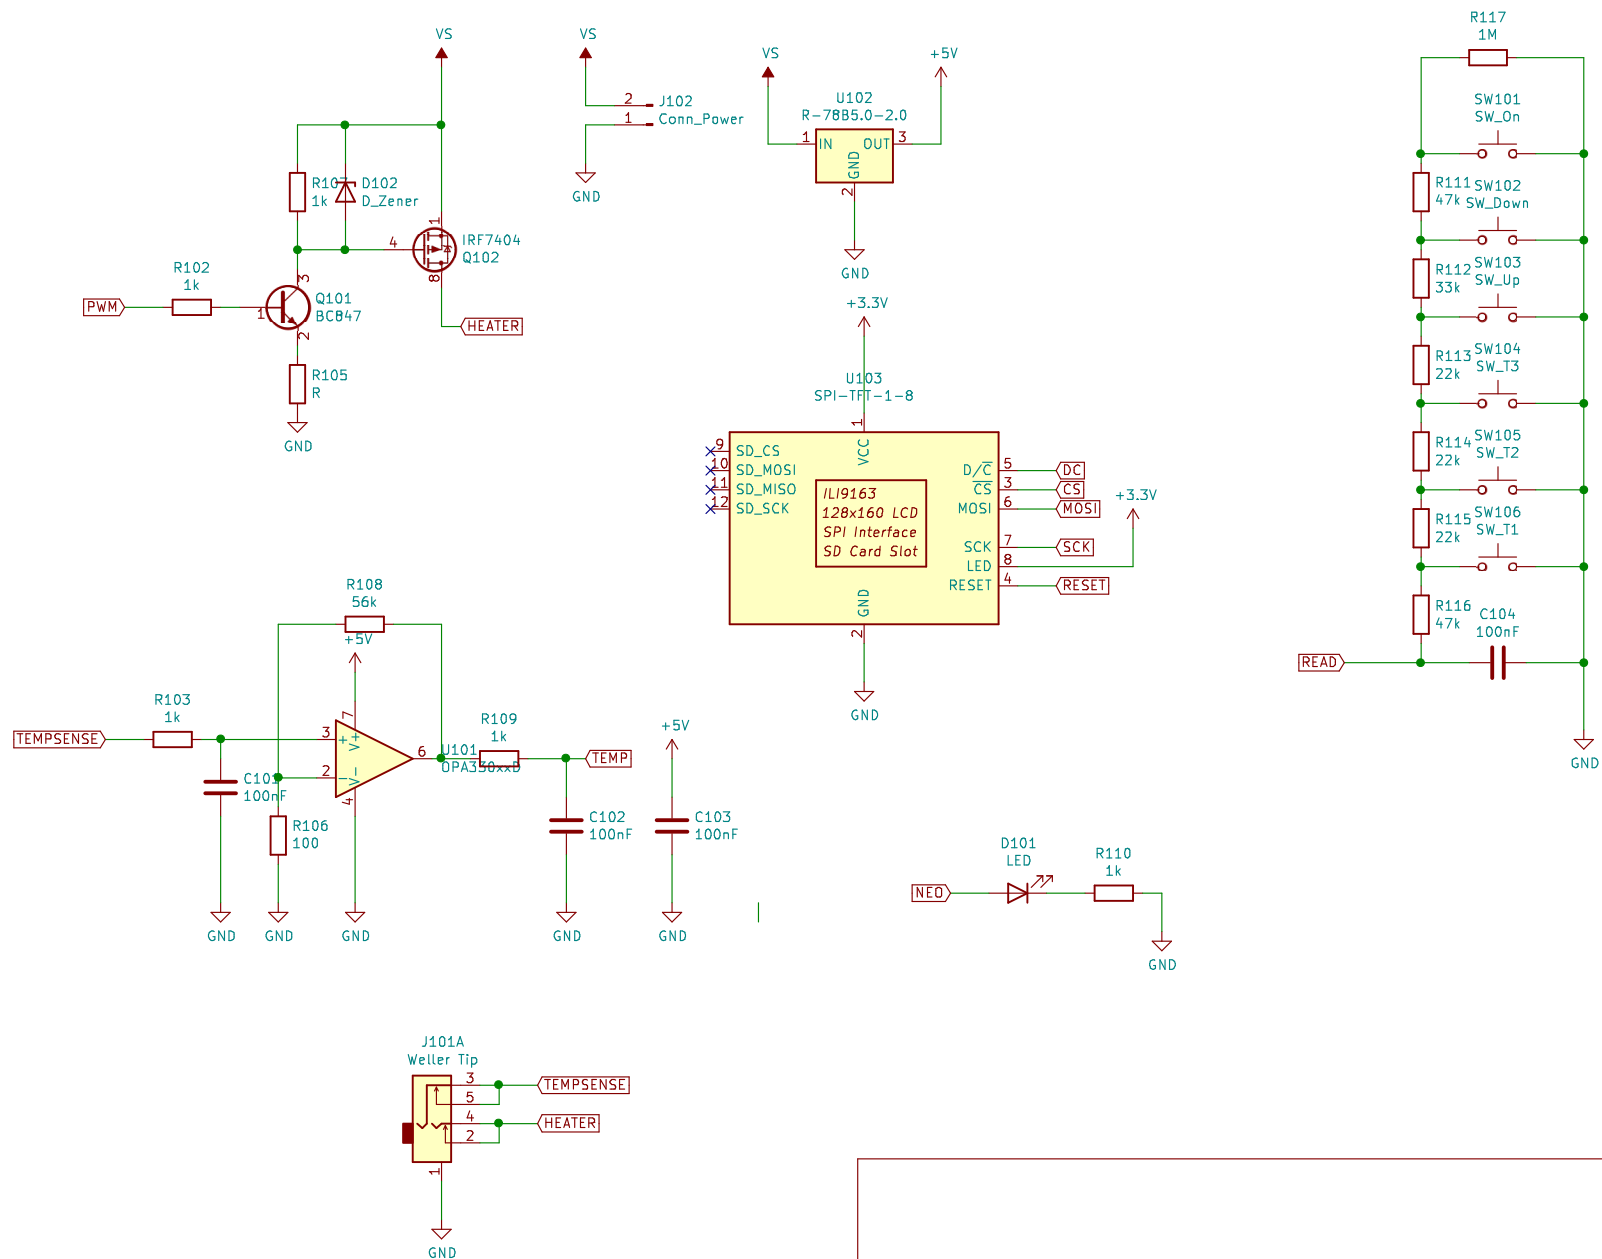 VS
R107
1k
D102
D_Zener
1
4
IRF7404
Q102
8
HEATER
R102
1k
PWM
3
1
Q101
BC847
2
R105
R
GND
VS
2
1
J102
Conn_Power
GND
VS
+5V
U102
R-78B5.0-2.0
1
IN
OUT
3
GND
2
GND
+3.3V
U103
SPI-TFT-1-8
1
VCC
9
SD_CS
10
SD_MOSI
11
SD_MISO
12
SD_SCK
ILI9163
128x160 LCD
SPI Interface
SD Card Slot
D/C
5
DC
CS
3
CS
MOSI
6
MOSI
+3.3V
SCK
7
SCK
LED
8
RESET
4
RESET
GND
2
GND
R117
1M
SW101
SW_On
R111
47k
SW102
SW_Down
R112
33k
SW103
SW_Up
R113
22k
SW104
SW_T3
R114
22k
SW105
SW_T2
R115
22k
SW106
SW_T1
R116
47k
C104
100nF
READ
GND
R108
56k
+5V
R103
1k
TEMPSENSE
7
3
+
V+
2
−
V-
4
6
U101
OPA330xxD
C101
100nF
R106
100
R109
1k
TEMP
C102
100nF
+5V
C103
100nF
GND
GND
GND
GND
GND
D101
LED
R110
1k
NEO
GND
J101A
Weller Tip
3
TEMPSENSE
5
4
HEATER
2
1
GND